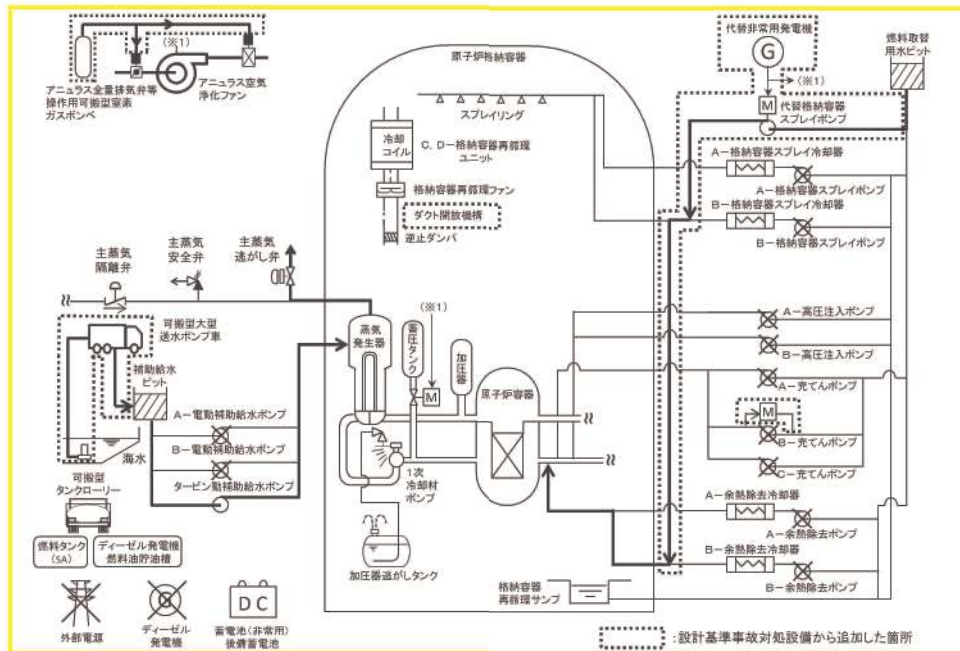 (※1)
アニュラス全量排気弁等
操作用可搬型窒素
ガスボンベ
アニュラス空気
浄化ファン
原子炉格納容器
スプレイリング
冷却
コイル
C, D-格納容器再循環
ユニット
格納容器再循環ファン
ダクト開放機構
逆止ダンパ
代替非常用発電機
G
(※1)
M
代替格納容器
スプレイポンプ
燃料取替
用水ピット
A-格納容器スプレイ冷却器
A-格納容器スプレイポンプ
B-格納容器スプレイ冷却器
B-格納容器スプレイポンプ
主蒸気
隔離弁
主蒸気
安全弁
主蒸気
逃がし弁
可搬型大型
送水ポンプ車
補助給水
ピット
海水
A-電動補助給水ポンプ
B-電動補助給水ポンプ
タービン動補助給水ポンプ
蒸気
発生器
蓄圧タンク
(※1)
M
加圧器
原子炉容器
1次
冷却材
ポンプ
加圧器逃がしタンク
A-高圧注入ポンプ
B-高圧注入ポンプ
A-充てんポンプ
M
B-充てんポンプ
C-充てんポンプ
A-余熱除去冷却器
A-余熱除去ポンプ
B-余熱除去冷却器
B-余熱除去ポンプ
格納容器
再循環サンプ
可搬型
タンクローリー
燃料タンク
(SA)
ディーゼル発電機
燃料油貯油槽
外部電源
ディーゼル
発電機
DC
蓄電池(非常用)
後備蓄電池
:設計基準事故対処設備から追加した箇所